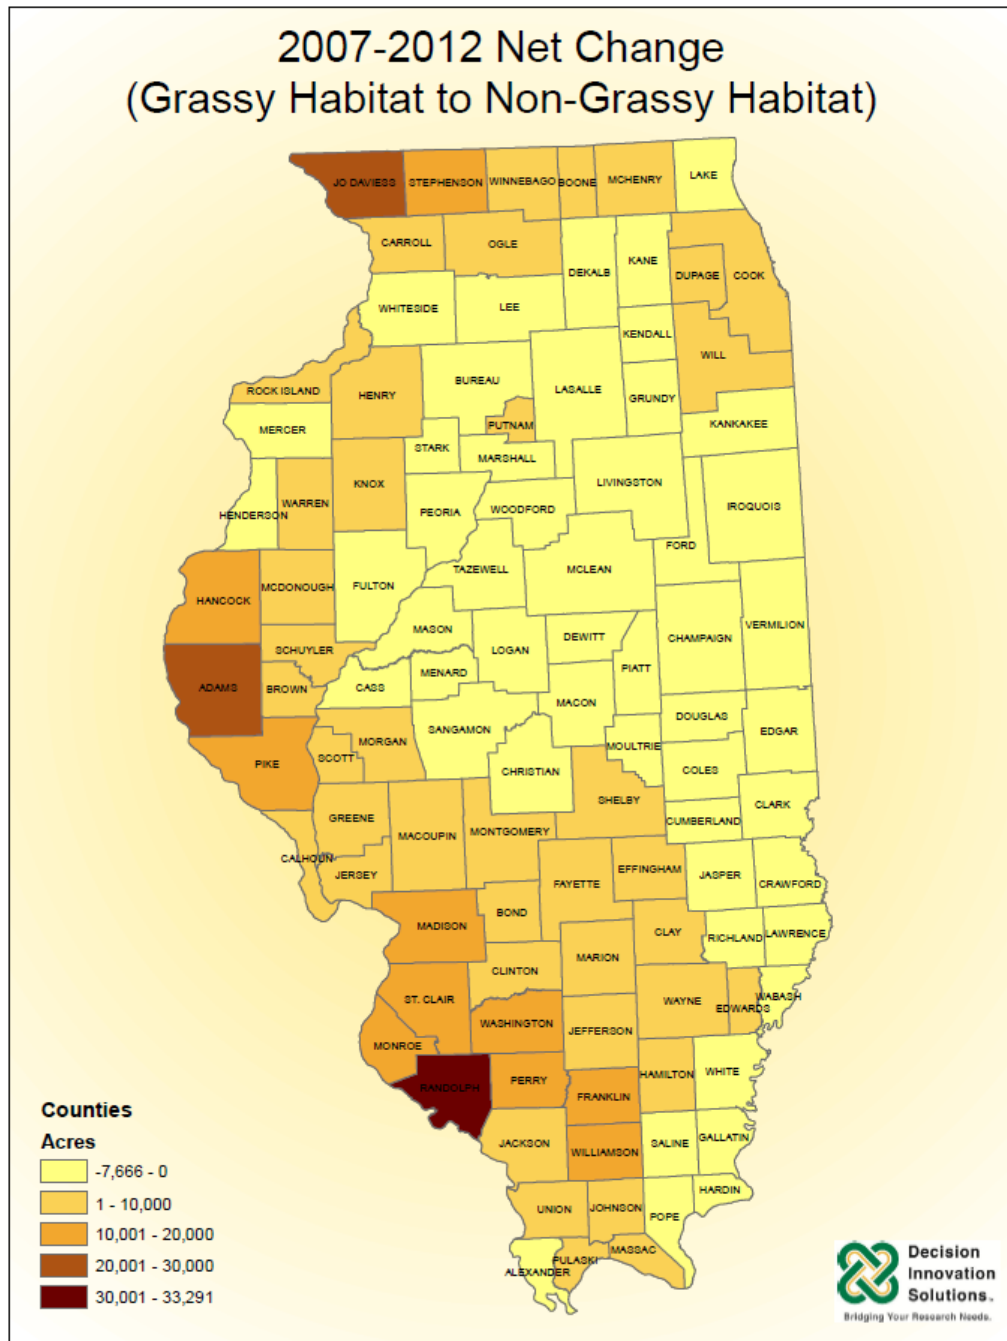 2007-2012 Net Change
(Grassy Habitat to Non-Grassy Habitat)
JO DAVIESS
STEPHENSON
WINNEBAGO
BOONE
MCHENRY
LAKE
CARROLL
OGLE
DEKALB
KANE
DUPAGE
COOK
WHITESIDE
LEE
KENDALL
WILL
ROCK ISLAND
HENRY
BUREAU
LASALLE
GRUNDY
MERCER
PUTNAM
KANKAKEE
STARK
MARSHALL
KNOX
LIVINGSTON
HENDERSON
WARREN
PEORIA
WOODFORD
IROQUOIS
FORD
HANCOCK
MCDONOUGH
FULTON
TAZEWELL
MCLEAN
MASON
DEWITT
CHAMPAIGN
VERMILION
SCHUYLER
LOGAN
PIATT
ADAMS
BROWN
CASS
MENARD
MACON
DOUGLAS
SANGAMON
EDGAR
PIKE
SCOTT
MORGAN
MOULTRIE
CHRISTIAN
COLES
SHELBY
CLARK
GREENE
MACOUPIN
MONTGOMERY
CUMBERLAND
CALHOUN
JERSEY
FAYETTE
EFFINGHAM
JASPER
CRAWFORD
MADISON
BOND
CLAY
RICHLAND
LAWRENCE
MARION
CLINTON
ST. CLAIR
WAYNE
EDWARDS
WABASH
WASHINGTON
JEFFERSON
MONROE
RANDOLPH
PERRY
HAMILTON
WHITE
FRANKLIN
JACKSON
WILLIAMSON
SALINE
GALLATIN
HARDIN
UNION
JOHNSON
POPE
ALEXANDER
PULASKI
MASSAC
Counties
Acres
-7,666 - 0
1 - 10,000
10,001 - 20,000
20,001 - 30,000
30,001 - 33,291
Decision
Innovation
Solutions.
Bridging Your Research Needs.